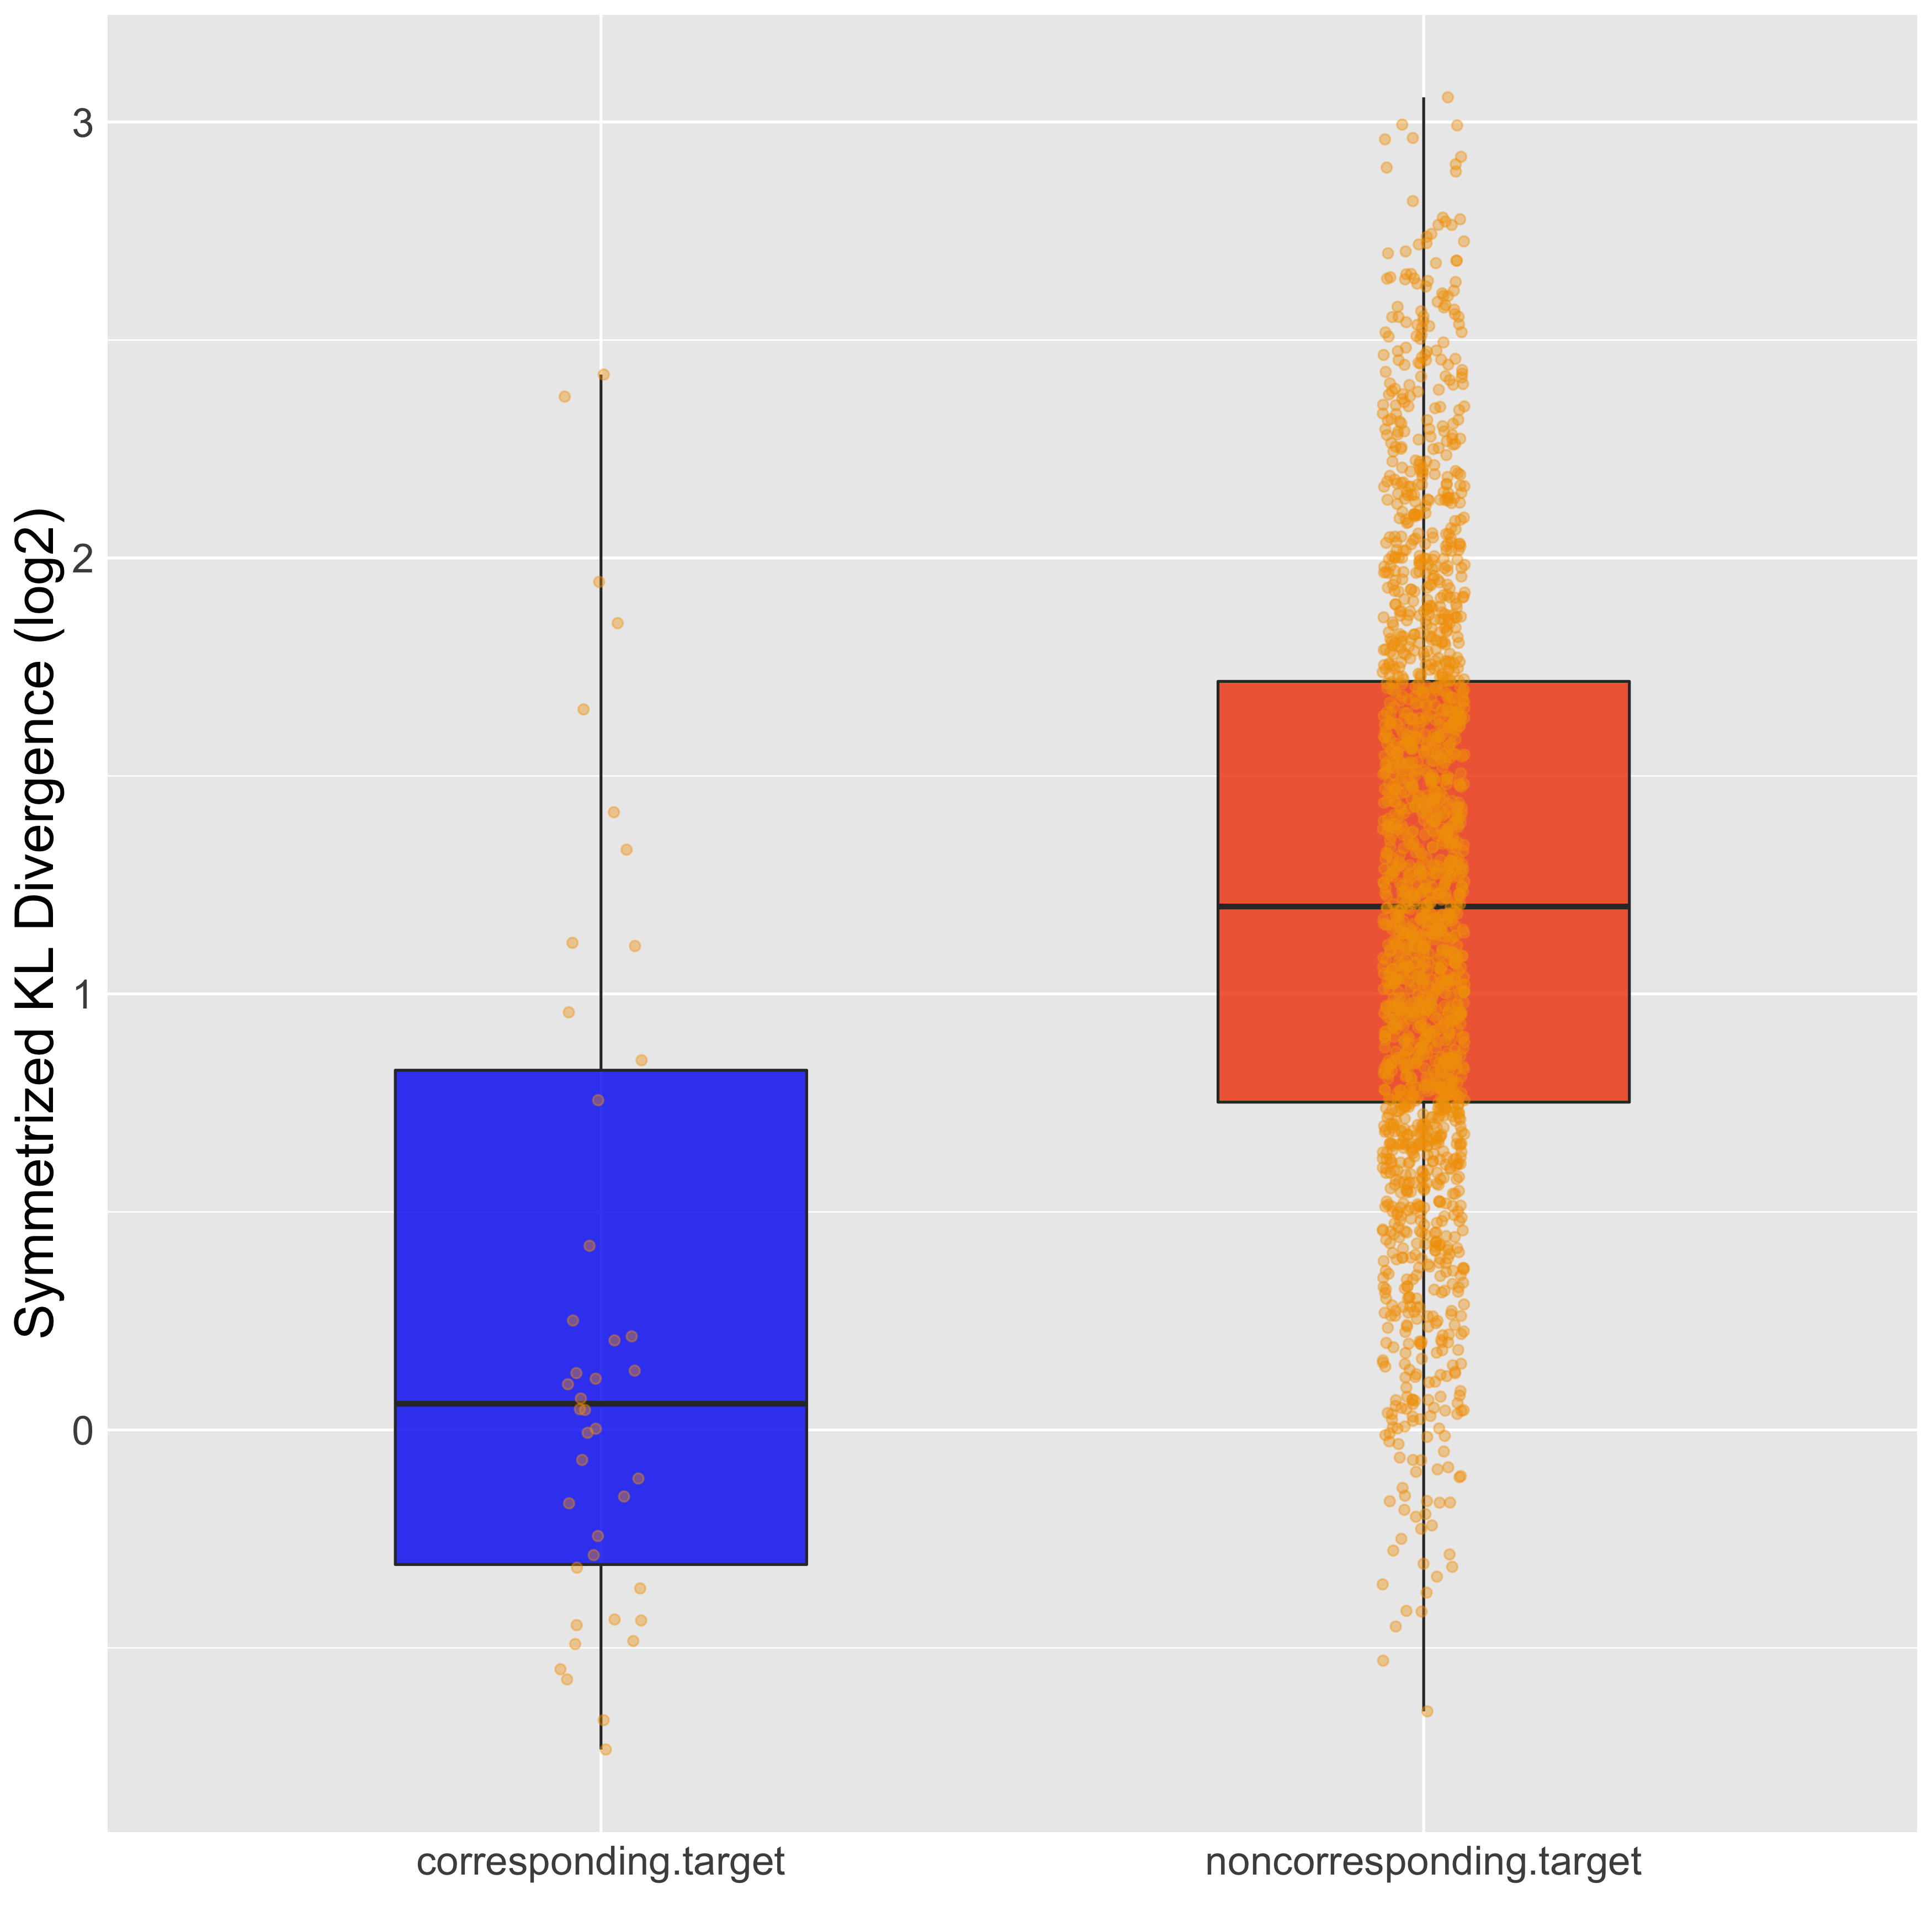 Symmetrized KL Divergence (log2)
3
2
1
0
corresponding.target
noncorresponding.target